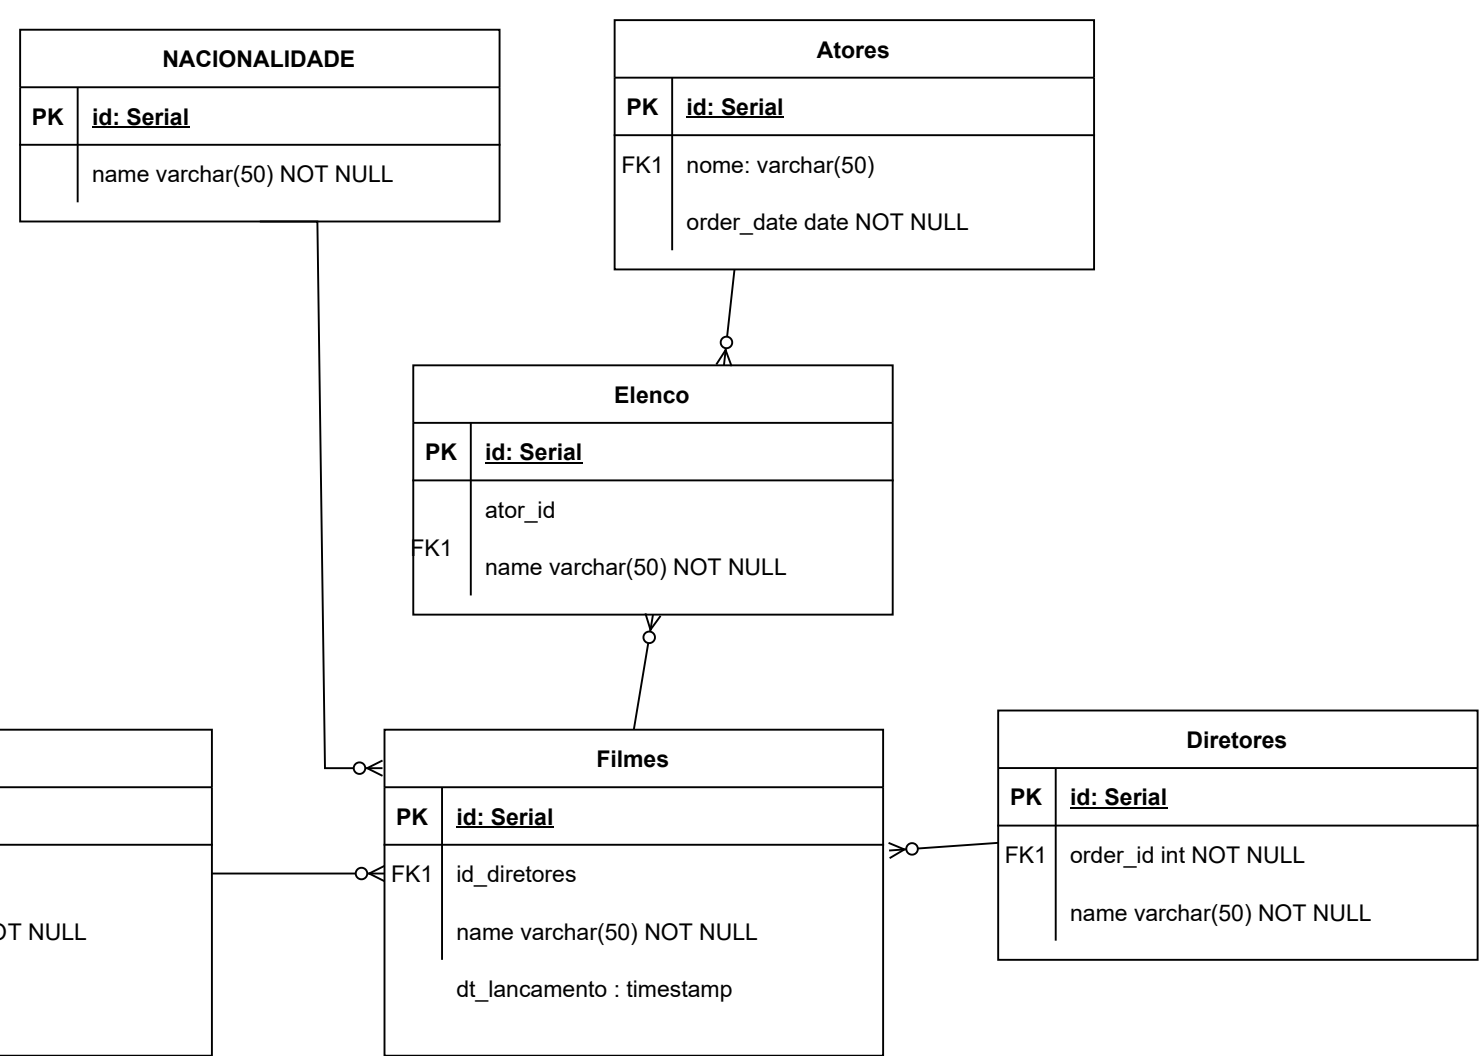 NACIONALIDADE
PK id: Serial
name varchar(50) NOT NULL
Atores
PK id: Serial
FK1 nome: varchar(50)
order_date date NOT NULL
Elenco
PK id: Serial
ator_id
FK1
name varchar(50) NOT NULL
NULL
Filmes
PK id: Serial
FK1 id_diretores
name varchar(50) NOT NULL
dt_lancamento : timestamp
Diretores
PK id: Serial
FK1 order_id int NOT NULL
name varchar(50) NOT NULL